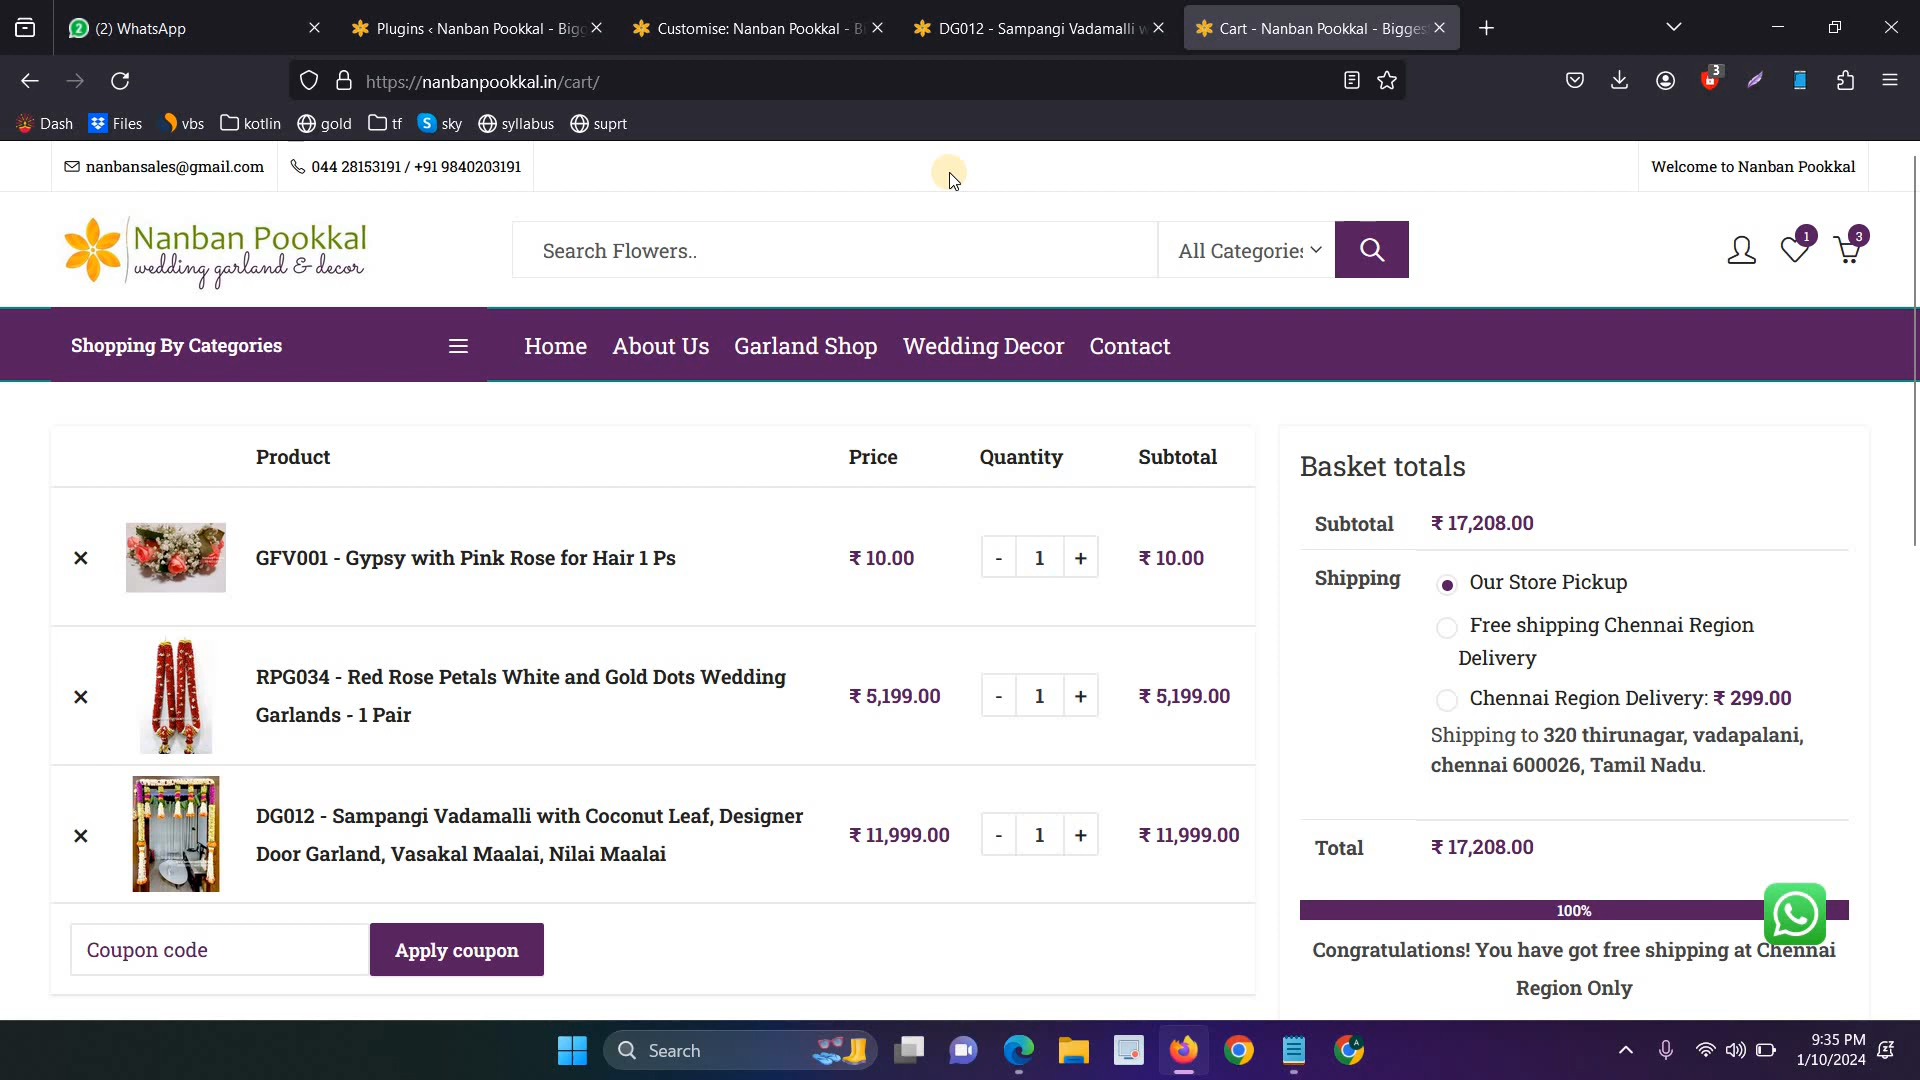 (2) WhatsApp
Plugins ‹ Nanban Pookkal - Bigg
Customise: Nanban Pookkal - Bi
DG012 - Sampangi Vadamalli w
Cart - Nanban Pookkal - Bigges
https://nanbanpookkal.in/cart/
3
Dash
Files
vbs
kotlin
gold
tf
sky
syllabus
suprt
nanbansales@gmail.com
044 28153191 / +91 9840203191
Welcome to Nanban Pookkal
Nanban Pookkal
wedding garland & decor
Search Flowers..
All Categories
1
3
Shopping By Categories
Home
About Us
Garland Shop
Wedding Decor
Contact
Product
Price
Quantity
Subtotal
GFV001 - Gypsy with Pink Rose for Hair 1 Ps
₹ 10.00
- 1 +
₹ 10.00
RPG034 - Red Rose Petals White and Gold Dots Wedding
Garlands - 1 Pair
₹ 5,199.00
- 1 +
₹ 5,199.00
DG012 - Sampangi Vadamalli with Coconut Leaf, Designer
Door Garland, Vasakal Maalai, Nilai Maalai
₹ 11,999.00
- 1 +
₹ 11,999.00
Coupon code
Apply coupon
Basket totals
Subtotal
₹ 17,208.00
Shipping
Our Store Pickup
Free shipping Chennai Region
Delivery
Chennai Region Delivery: ₹ 299.00
Shipping to 320 thirunagar, vadapalani,
chennai 600026, Tamil Nadu.
Total
₹ 17,208.00
100%
Congratulations! You have got free shipping at Chennai
Region Only
Search
9:35 PM
1/10/2024